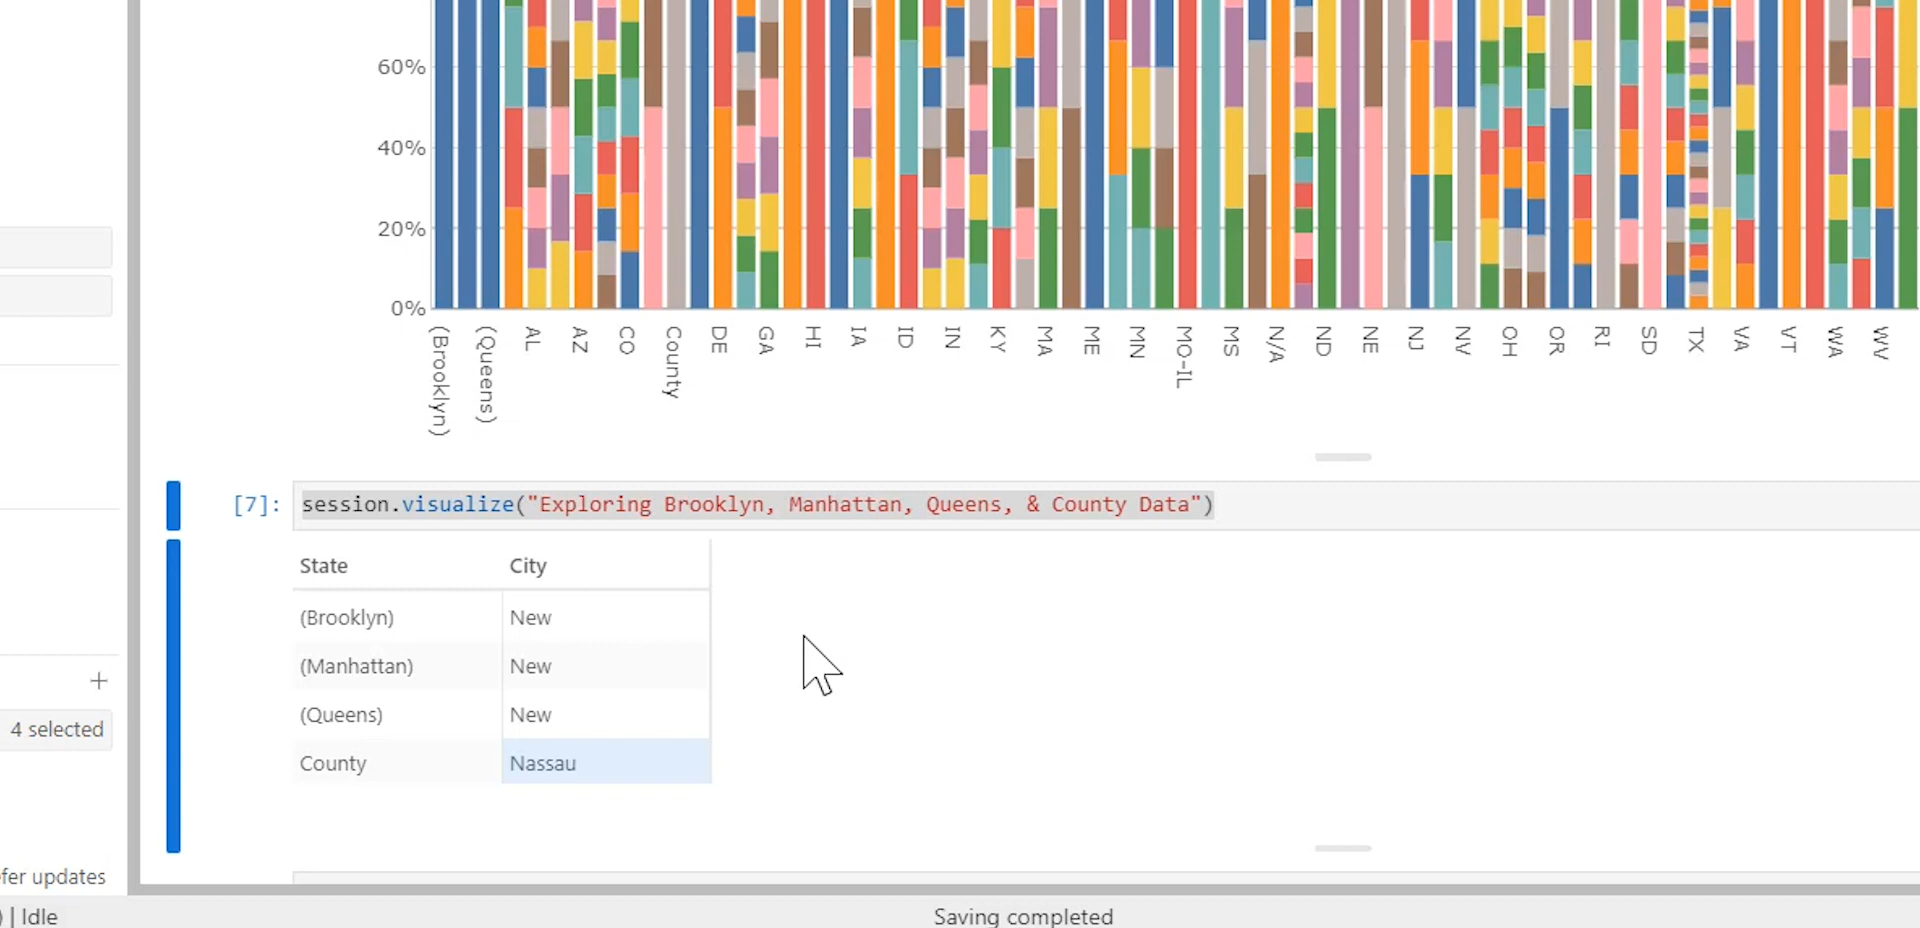 60%
40%
20%
0%
(Brooklyn) (Queens) AL AZ CO County DE GA HI IA ID IN KY MA ME MN MO-IL MS N/A ND NE NJ NV OH OR RI SD TX VA VT WA WV
[7]: session.visualize("Exploring Brooklyn, Manhattan, Queens, & County Data")
State City
(Brooklyn) New
(Manhattan) New
(Queens) New
4 selected
County Nassau
fer updates
) | Idle
Saving completed